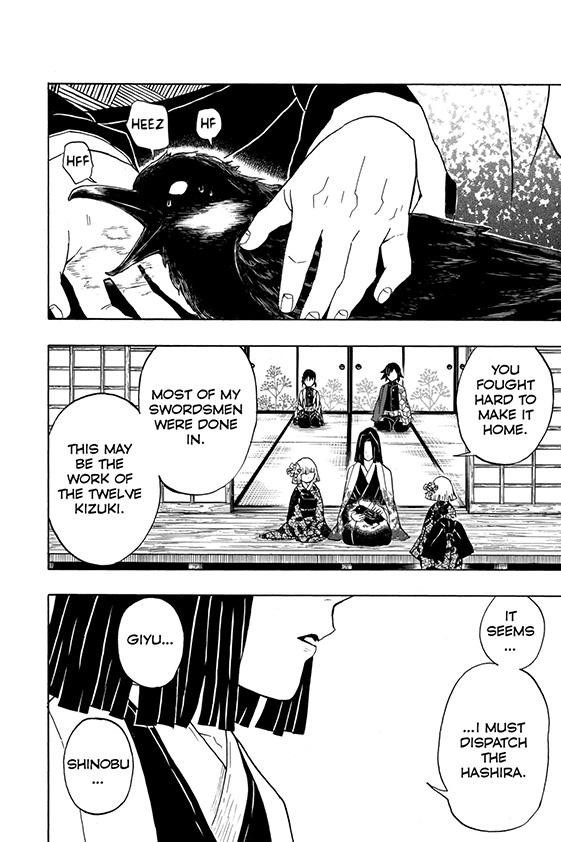 HF
HEEZ
HFF
YOU
FOUGHT
HARD TO
MAKE IT
HOME.
MOST OF MY
SWORDSMEN
WERE DONE
IN.
THIS MAY
BE THE
WORK OF
THE TWELVE
KIZUKI.
IT
SEEMS
...
...I MUST
DISPATCH
THE
HASHIRA.
GIYU...
SHINOBU
...